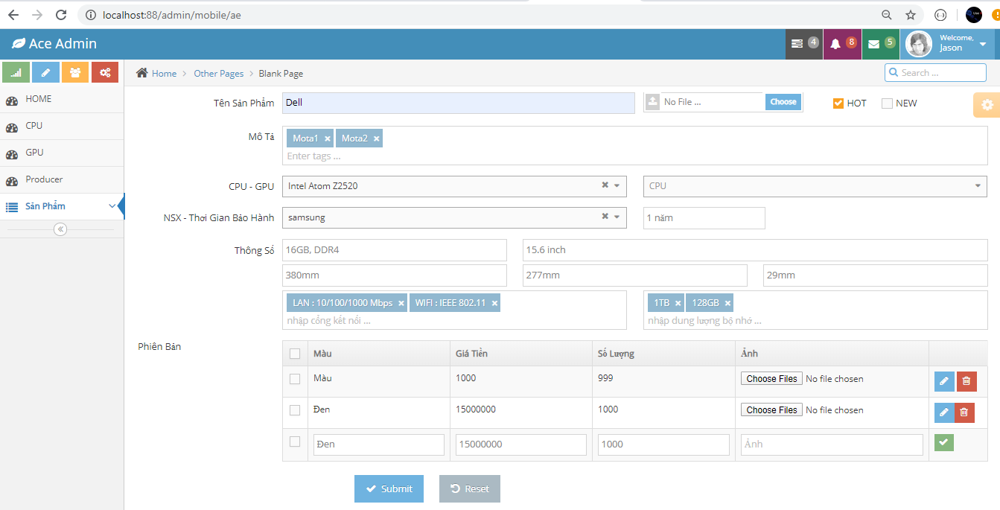 localhost:88/admin/mobile/ae
Ace Admin
4
8
5
Welcome,
Jason
Home
Other Pages
Blank Page
Search ...
HOME
CPU
GPU
Producer
Sản Phẩm
Tên Sản Phẩm
Dell
No File ...
Choose
HOT
NEW
Mô Tả
Mota1 ×
Mota2 ×
Enter tags ...
CPU - GPU
Intel Atom Z2520
CPU
NSX - Thời Gian Bảo Hành
samsung
1 năm
Thông Số
16GB, DDR4
15.6 inch
380mm
277mm
29mm
LAN : 10/100/1000 Mbps ×
WIFI : IEEE 802.11 ×
nhập cổng kết nối ...
1TB ×
128GB ×
nhập dung lượng bộ nhớ ...
Phiên Bản
Màu Giá Tiền Số Lượng Ảnh
Màu 1000 999 Choose Files No file chosen
Đen 15000000 1000 Choose Files No file chosen
Đen 15000000 1000 Ảnh
Submit
Reset